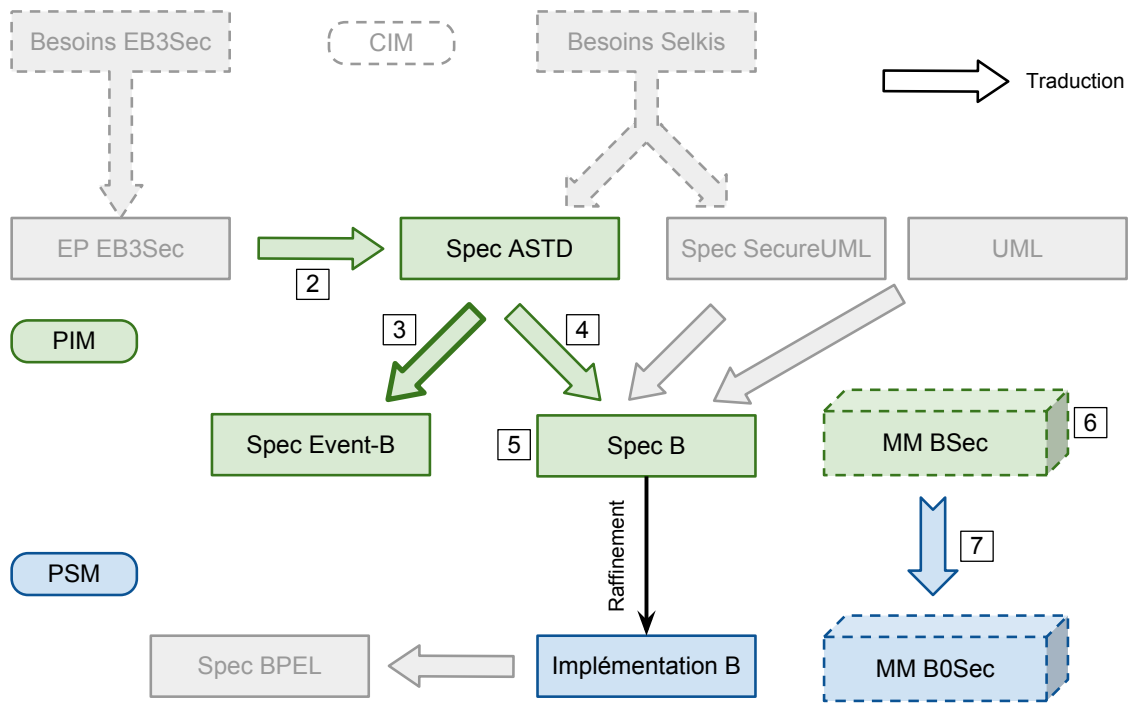 Besoins EB3Sec
CIM
Besoins Selkis
Traduction
EP EB3Sec
Spec ASTD
Spec SecureUML
UML
2
PIM
3
4
Spec Event-B
5
Spec B
MM BSec
6
Raffinement
PSM
7
Spec BPEL
Implémentation B
MM B0Sec